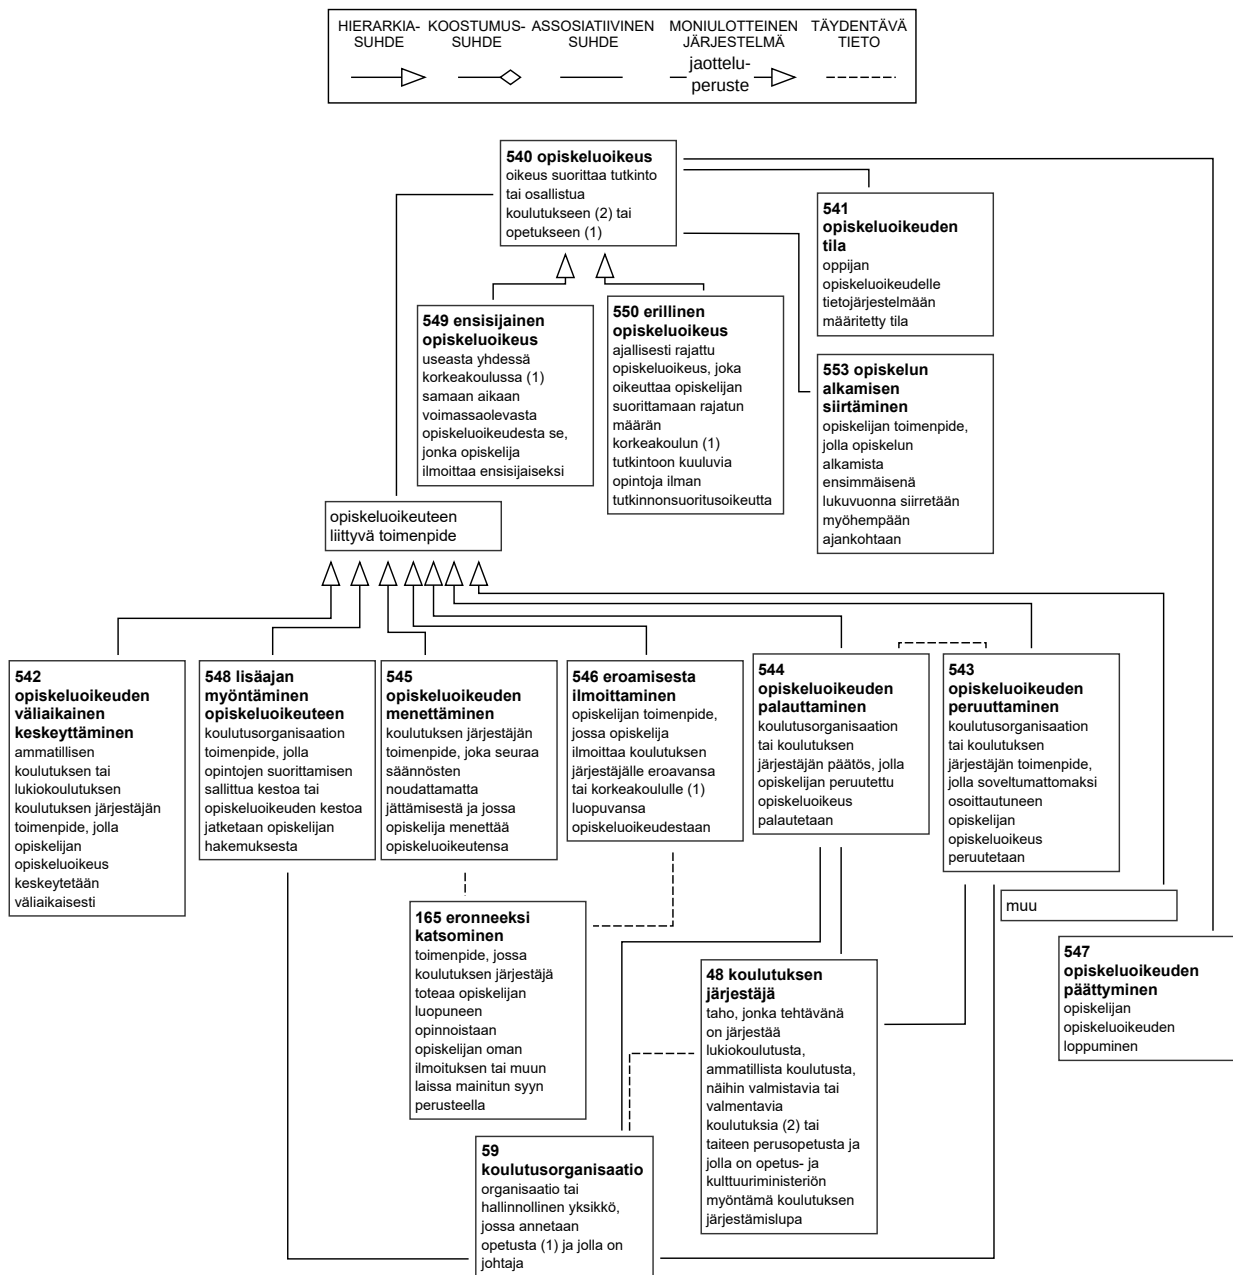 HIERARKIA-
SUHDE
KOOSTUMUS-
SUHDE
ASSOSIATIIVINEN
SUHDE
MONIULOTTEINEN
JÄRJESTELMÄ
TÄYDENTÄVÄ
TIETO
jaottelu-
peruste
540 opiskeluoikeus
oikeus suorittaa tutkinto
tai osallistua
koulutukseen (2) tai
opetukseen (1)
541
opiskeluoikeuden
tila
oppijan
opiskeluoikeudelle
tietojärjestelmään
määritetty tila
549 ensisijainen
opiskeluoikeus
useasta yhdessä
korkeakoulussa (1)
samaan aikaan
voimassaolevasta
opiskeluoikeudesta se,
jonka opiskelija
ilmoittaa ensisijaiseksi
550 erillinen
opiskeluoikeus
ajallisesti rajattu
opiskeluoikeus, joka
oikeuttaa opiskelijan
suorittamaan rajatun
määrän
korkeakoulun (1)
tutkintoon kuuluvia
opintoja ilman
tutkinnonsuoritusoikeutta
553 opiskelun
alkamisen
siirtäminen
opiskelijan toimenpide,
jolla opiskelun
alkamista
ensimmäisenä
lukuvuonna siirretään
myöhempään
ajankohtaan
opiskeluoikeuteen
liittyvä toimenpide
542
opiskeluoikeuden
väliaikainen
keskeyttäminen
ammatillisen
koulutuksen tai
lukiokoulutuksen
koulutuksen järjestäjän
toimenpide, jolla
opiskelijan
opiskeluoikeus
keskeytetään
väliaikaisesti
548 lisäajan
myöntäminen
opiskeluoikeuteen
koulutusorganisaation
toimenpide, jolla
opintojen suorittamisen
sallittua kestoa tai
opiskeluoikeuden kestoa
jatketaan opiskelijan
hakemuksesta
545
opiskeluoikeuden
menettäminen
koulutuksen järjestäjän
toimenpide, joka seuraa
säännösten
noudattamatta
jättämisestä ja jossa
opiskelija menettää
opiskeluoikeutensa
546 eroamisesta
ilmoittaminen
opiskelijan toimenpide,
jossa opiskelija
ilmoittaa koulutuksen
järjestäjälle eroavansa
tai korkeakoululle (1)
luopuvansa
opiskeluoikeudestaan
544
opiskeluoikeuden
palauttaminen
koulutusorganisaation
tai koulutuksen
järjestäjän päätös, jolla
opiskelijan peruutettu
opiskeluoikeus
palautetaan
543
opiskeluoikeuden
peruuttaminen
koulutusorganisaation
tai koulutuksen
järjestäjän toimenpide,
jolla soveltumattomaksi
osoittautuneen
opiskelijan
opiskeluoikeus
peruutetaan
muu
165 eronneeksi
katsominen
toimenpide, jossa
koulutuksen järjestäjä
toteaa opiskelijan
luopuneen
opinnoistaan
opiskelijan oman
ilmoituksen tai muun
laissa mainitun syyn
perusteella
48 koulutuksen
järjestäjä
taho, jonka tehtävänä
on järjestää
lukiokoulutusta,
ammatillista koulutusta,
näihin valmistavia tai
valmentavia
koulutuksia (2) tai
taiteen perusopetusta ja
jolla on opetus- ja
kulttuuriministeriön
myöntämä koulutuksen
järjestämislupa
547
opiskeluoikeuden
päättyminen
opiskelijan
opiskeluoikeuden
loppuminen
59
koulutusorganisaatio
organisaatio tai
hallinnollinen yksikkö,
jossa annetaan
opetusta (1) ja jolla on
johtaja